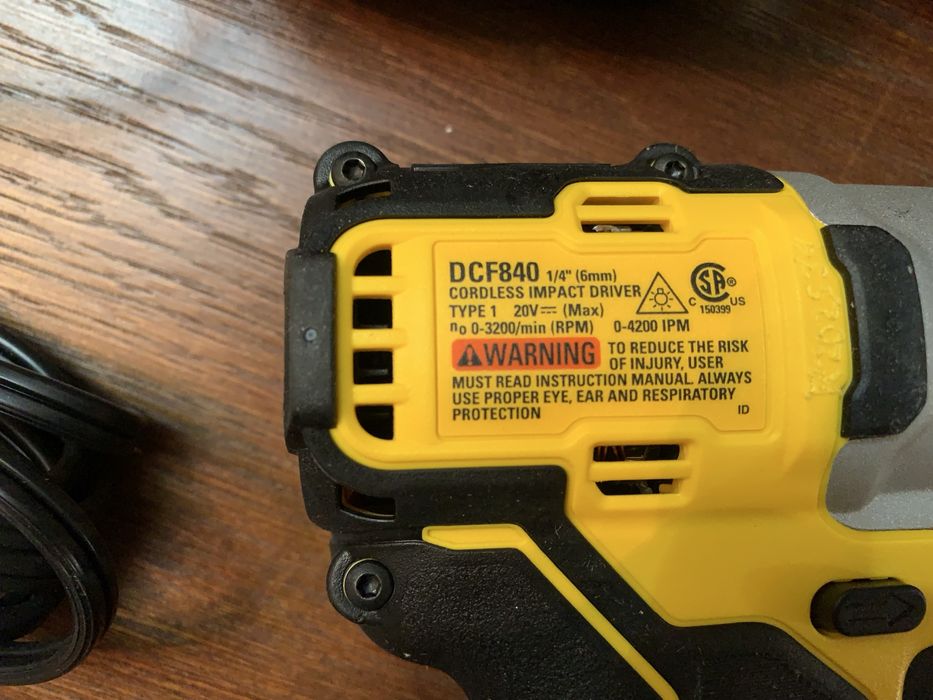 DCF840 1/4" (6mm)
CORDLESS IMPACT DRIVER
TYPE 1 20V⎓ (Max)
n₀ 0-3200/min (RPM) 0-4200 IPM
CSA®
C US
150399
⚠WARNING TO REDUCE THE RISK
OF INJURY, USER
MUST READ INSTRUCTION MANUAL. ALWAYS
USE PROPER EYE, EAR AND RESPIRATORY
PROTECTION ID